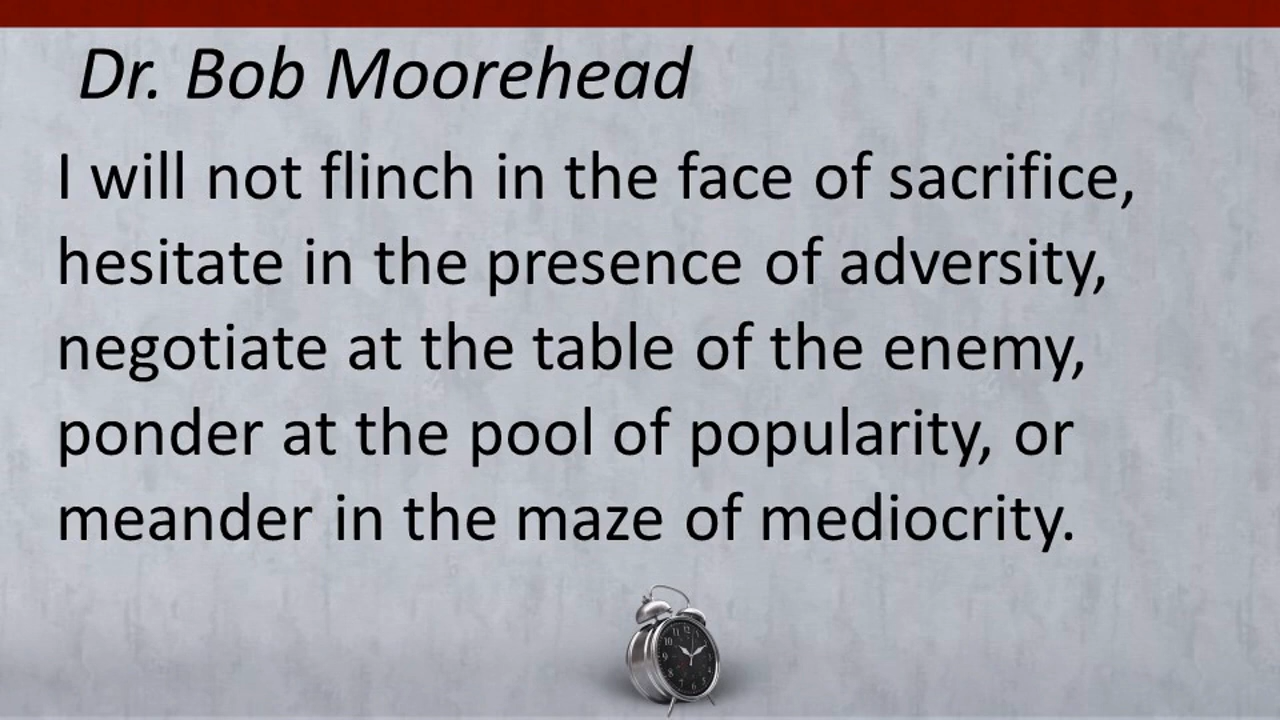 Dr. Bob Moorehead
I will not flinch in the face of sacrifice,
hesitate in the presence of adversity,
negotiate at the table of the enemy,
ponder at the pool of popularity, or
meander in the maze of mediocrity.